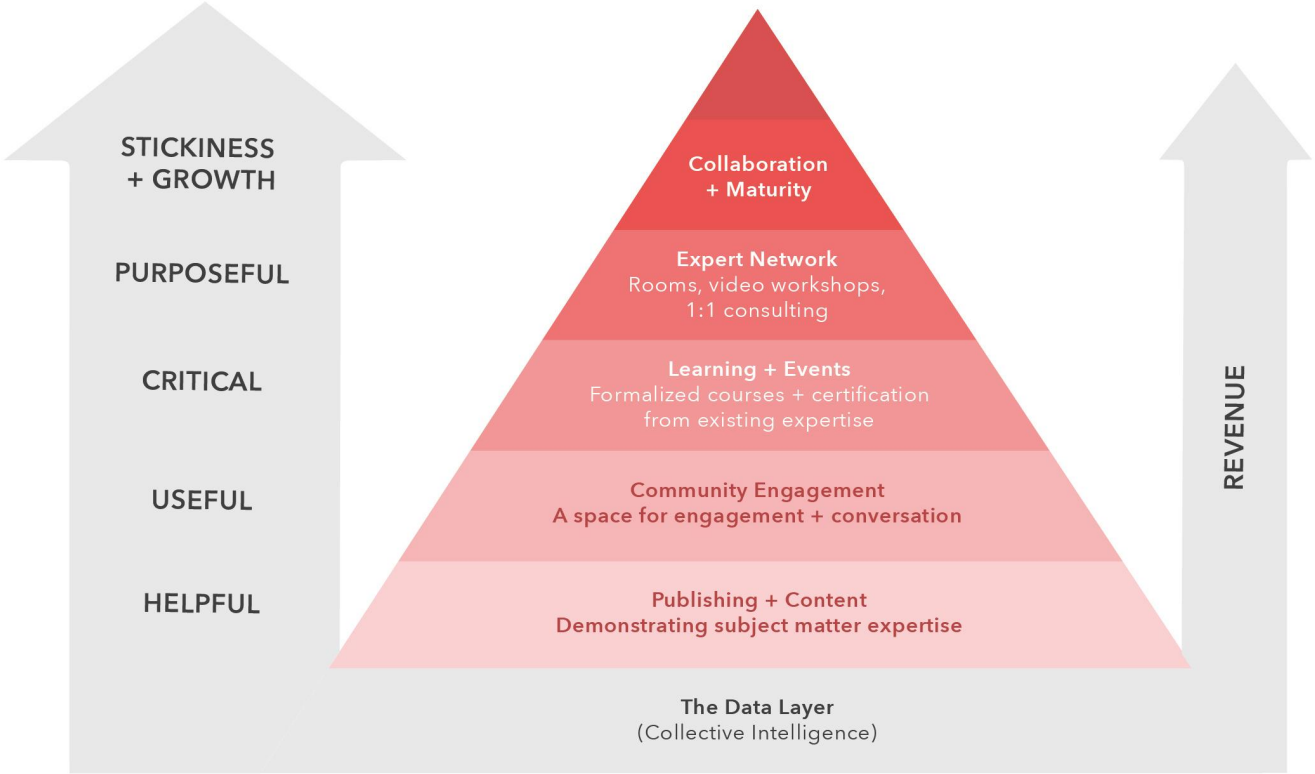 STICKINESS
+ GROWTH
PURPOSEFUL
CRITICAL
USEFUL
HELPFUL
Collaboration
+ Maturity
Expert Network
Rooms, video workshops,
1:1 consulting
Learning + Events
Formalized courses + certification
from existing expertise
Community Engagement
A space for engagement + conversation
Publishing + Content
Demonstrating subject matter expertise
The Data Layer
(Collective Intelligence)
REVENUE